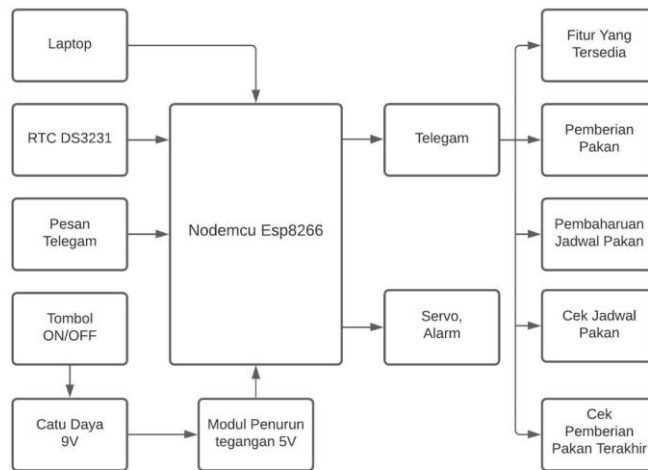 Laptop
RTC DS3231
Pesan
Telegam
Tombol
ON/OFF
Catu Daya
9V
Modul Penurun
tegangan 5V
Nodemcu Esp8266
Telegam
Servo,
Alarm
Fitur Yang
Tersedia
Pemberian
Pakan
Pembaharuan
Jadwal Pakan
Cek Jadwal
Pakan
Cek
Pemberian
Pakan Terakhir